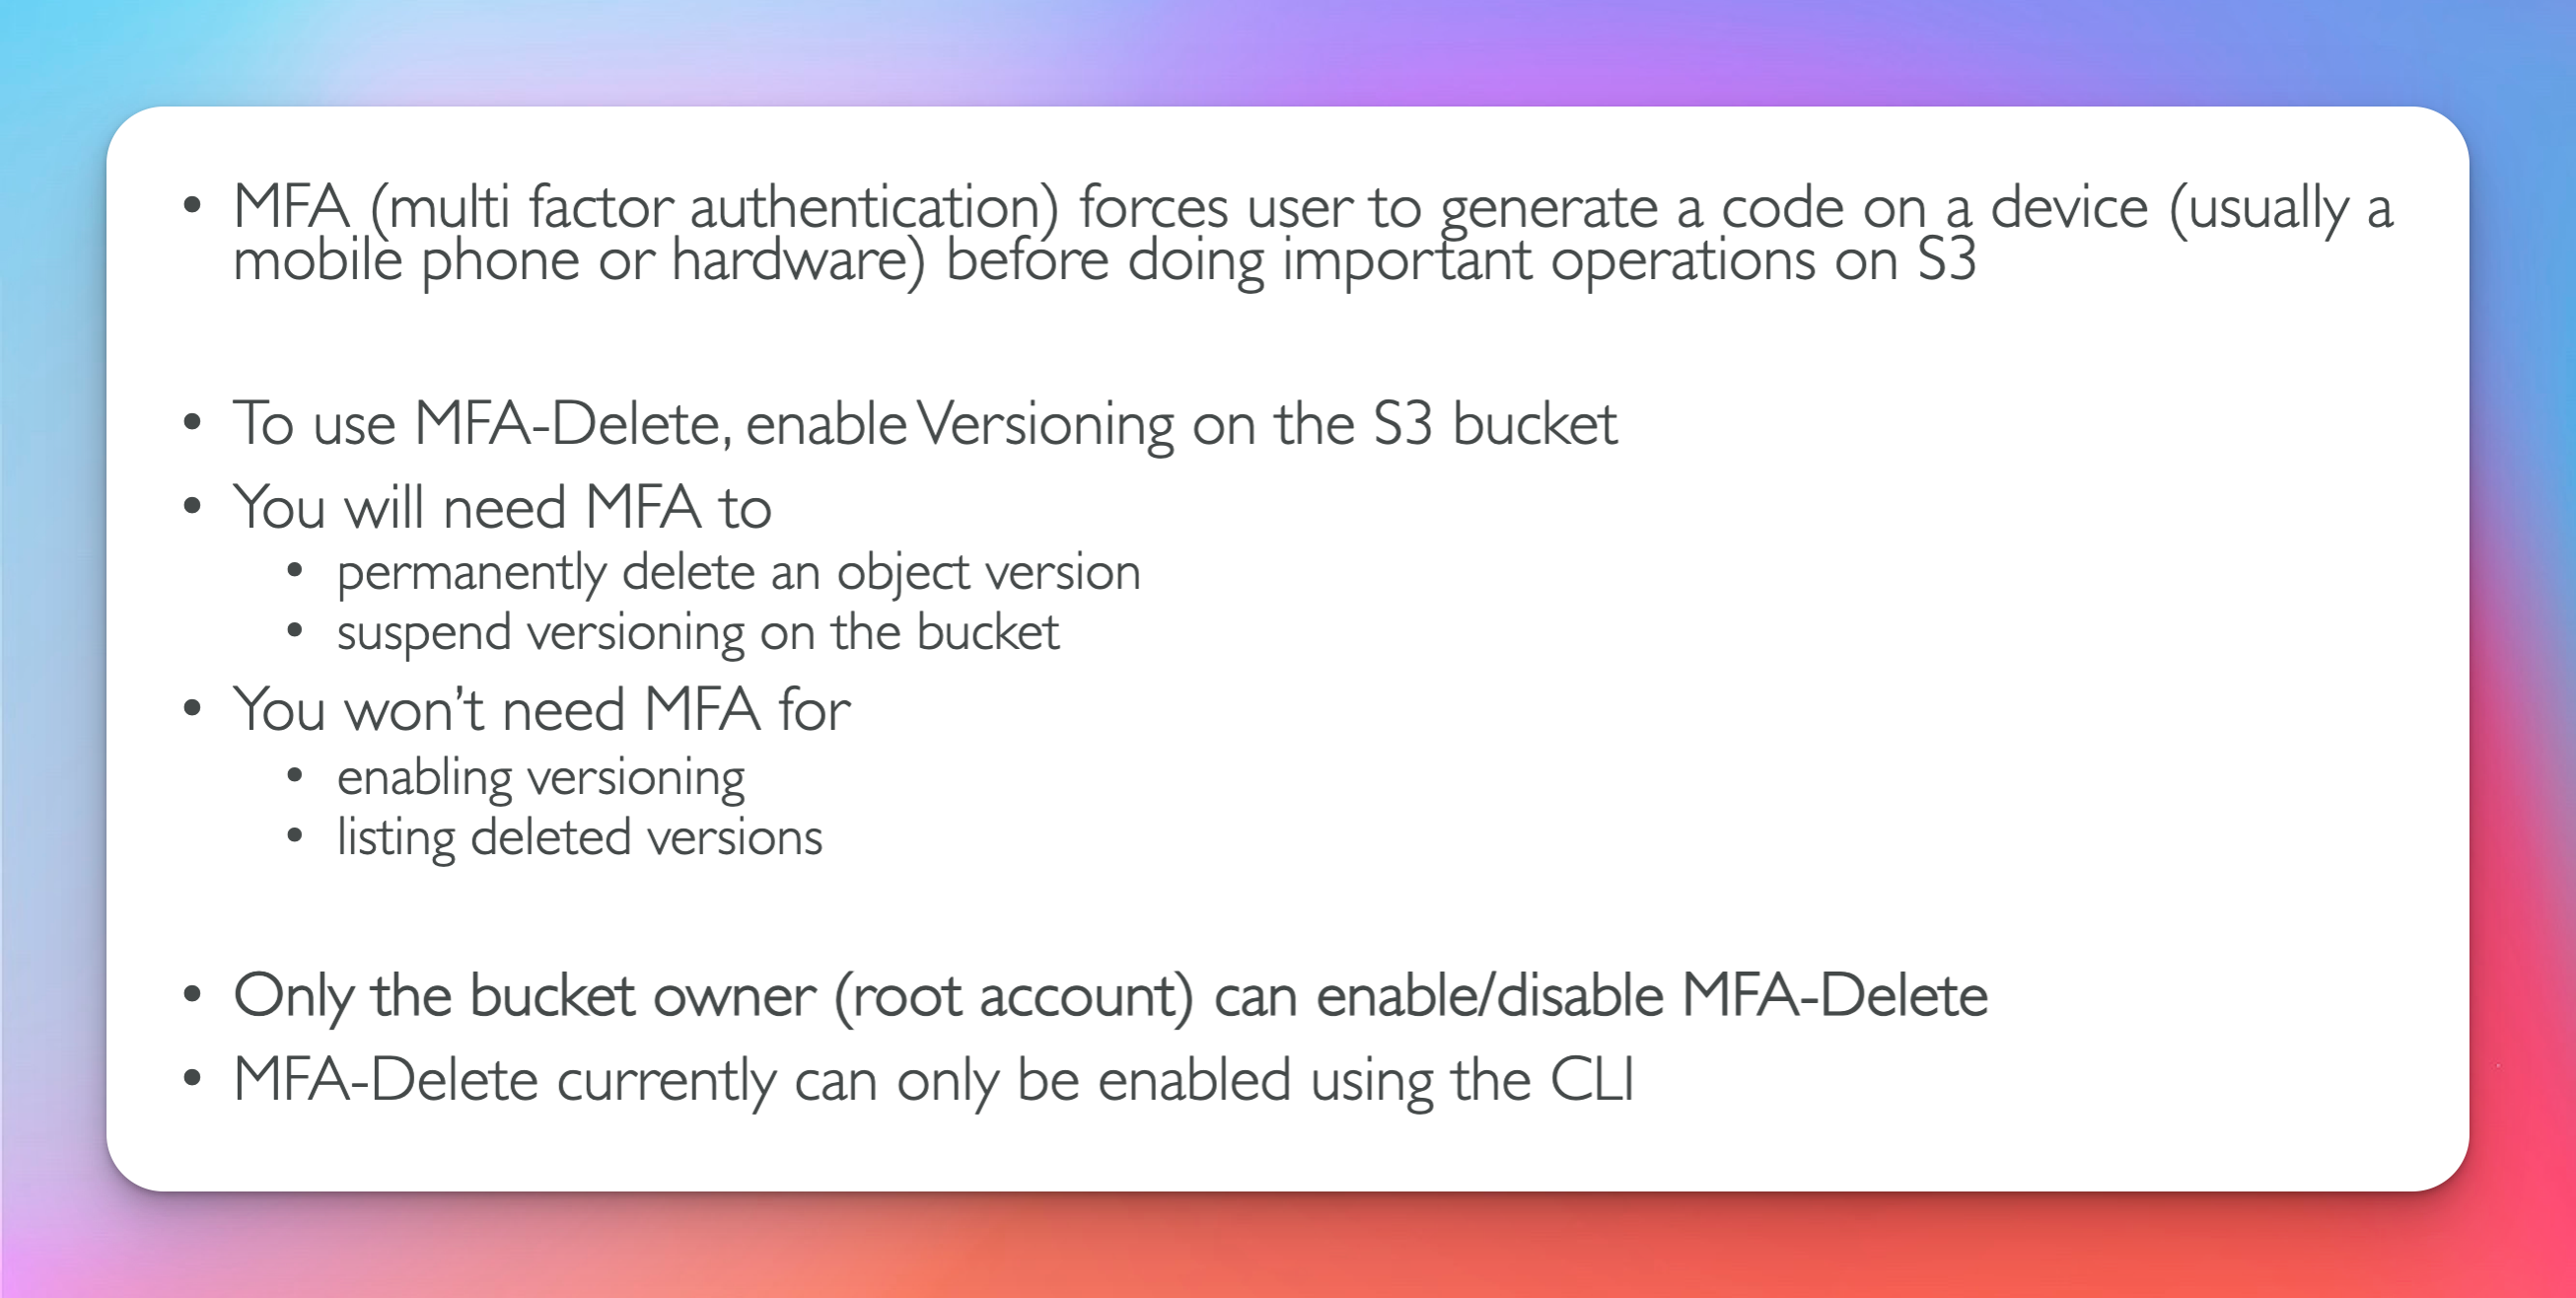 • MFA (multi factor authentication) forces user to generate a code on a device (usually a
mobile phone or hardware) before doing important operations on S3
• To use MFA-Delete, enable Versioning on the S3 bucket
• You will need MFA to
• permanently delete an object version
• suspend versioning on the bucket
• You won’t need MFA for
• enabling versioning
• listing deleted versions
• Only the bucket owner (root account) can enable/disable MFA-Delete
• MFA-Delete currently can only be enabled using the CLI